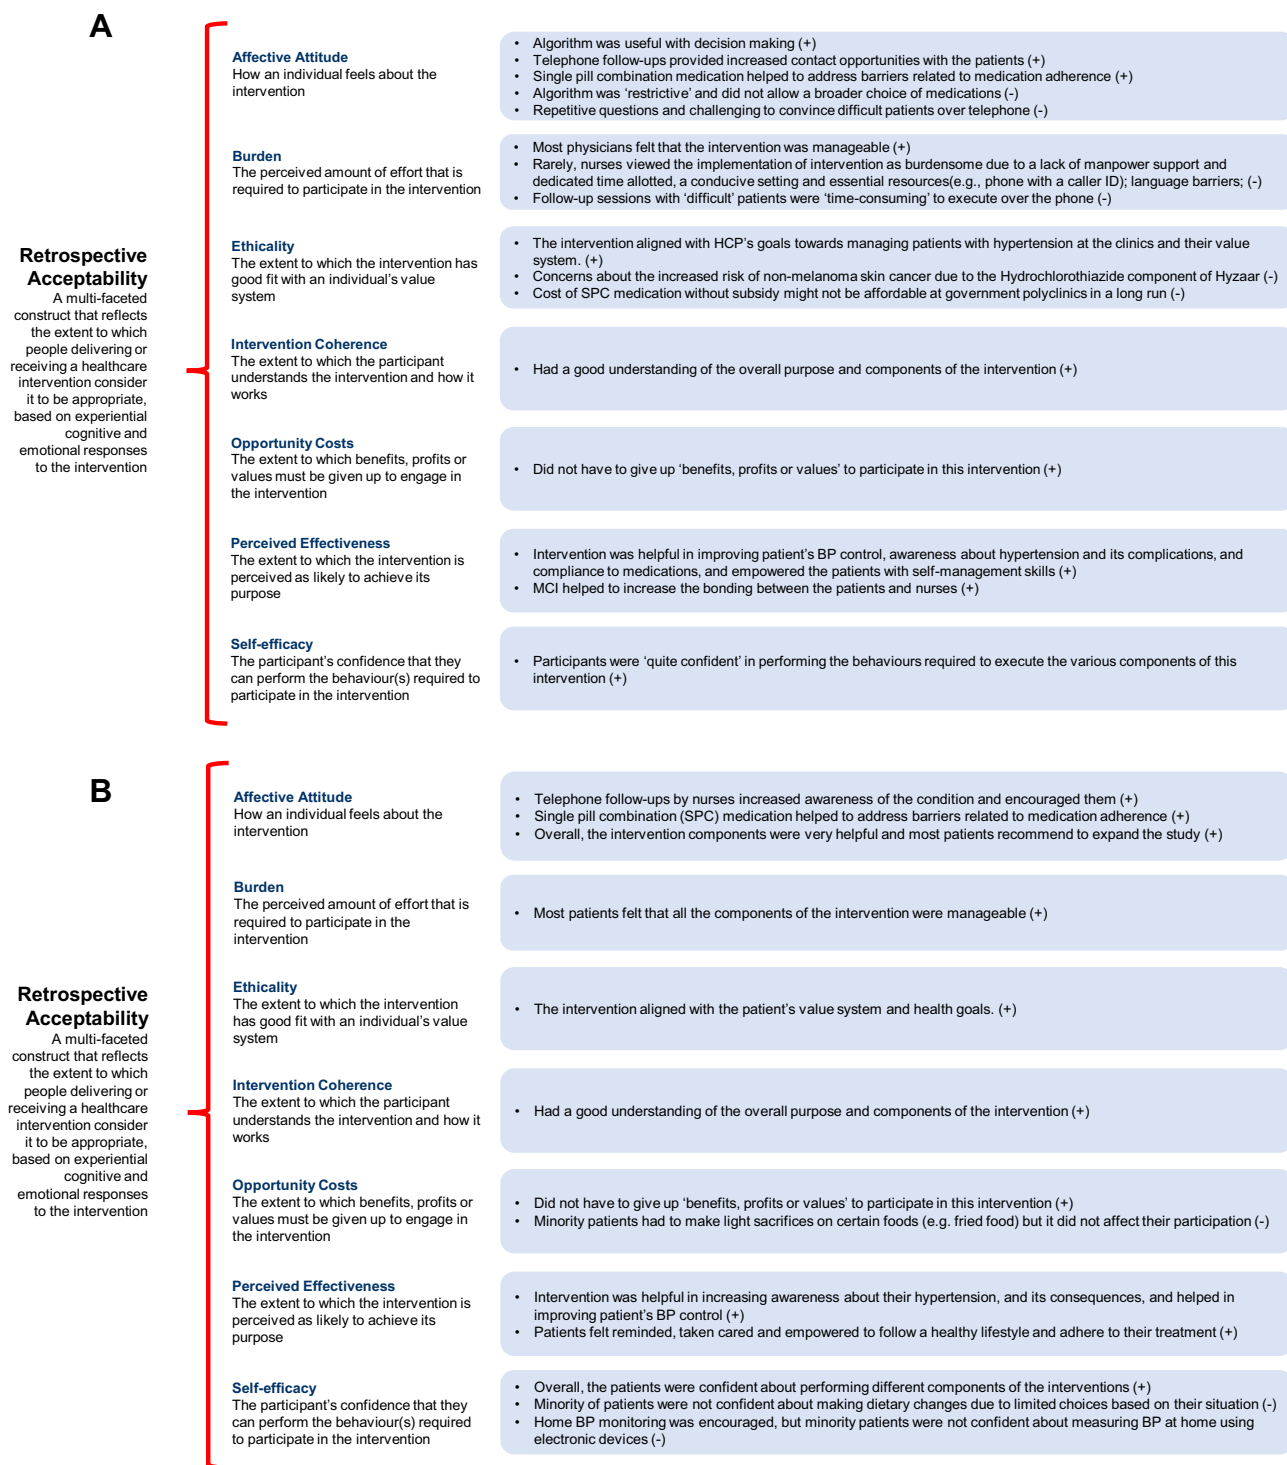 A
Retrospective
Acceptability
A multi-faceted
construct that reflects
the extent to which
people delivering or
receiving a healthcare
intervention consider
it to be appropriate,
based on experiential
cognitive and
emotional responses
to the intervention
Affective Attitude
How an individual feels about the
intervention
• Algorithm was useful with decision making (+)
• Telephone follow-ups provided increased contact opportunities with the patients (+)
• Single pill combination medication helped to address barriers related to medication adherence (+)
• Algorithm was ‘restrictive’ and did not allow a broader choice of medications (-)
• Repetitive questions and challenging to convince difficult patients over telephone (-)
Burden
The perceived amount of effort that is
required to participate in the intervention
• Most physicians felt that the intervention was manageable (+)
• Rarely, nurses viewed the implementation of intervention as burdensome due to a lack of manpower support and
dedicated time allotted, a conducive setting and essential resources(e.g., phone with a caller ID); language barriers; (-)
• Follow-up sessions with ‘difficult’ patients were ‘time-consuming’ to execute over the phone (-)
Ethicality
The extent to which the intervention has
good fit with an individual’s value
system
• The intervention aligned with HCP’s goals towards managing patients with hypertension at the clinics and their value
system. (+)
• Concerns about the increased risk of non-melanoma skin cancer due to the Hydrochlorothiazide component of Hyzaar (-)
• Cost of SPC medication without subsidy might not be affordable at government polyclinics in a long run (-)
Intervention Coherence
The extent to which the participant
understands the intervention and how it
works
• Had a good understanding of the overall purpose and components of the intervention (+)
Opportunity Costs
The extent to which benefits, profits or
values must be given up to engage in
the intervention
• Did not have to give up ‘benefits, profits or values’ to participate in this intervention (+)
Perceived Effectiveness
The extent to which the intervention is
perceived as likely to achieve its
purpose
• Intervention was helpful in improving patient’s BP control, awareness about hypertension and its complications, and
compliance to medications, and empowered the patients with self-management skills (+)
• MCI helped to increase the bonding between the patients and nurses (+)
Self-efficacy
The participant’s confidence that they
can perform the behaviour(s) required to
participate in the intervention
• Participants were ‘quite confident’ in performing the behaviours required to execute the various components of this
intervention (+)
B
Retrospective
Acceptability
A multi-faceted
construct that reflects
the extent to which
people delivering or
receiving a healthcare
intervention consider
it to be appropriate,
based on experiential
cognitive and
emotional responses
to the intervention
Affective Attitude
How an individual feels about the
intervention
• Telephone follow-ups by nurses increased awareness of the condition and encouraged them (+)
• Single pill combination (SPC) medication helped to address barriers related to medication adherence (+)
• Overall, the intervention components were very helpful and most patients recommend to expand the study (+)
Burden
The perceived amount of effort that is
required to participate in the
intervention
• Most patients felt that all the components of the intervention were manageable (+)
Ethicality
The extent to which the intervention
has good fit with an individual’s value
system
• The intervention aligned with the patient’s value system and health goals. (+)
Intervention Coherence
The extent to which the participant
understands the intervention and how it
works
• Had a good understanding of the overall purpose and components of the intervention (+)
Opportunity Costs
The extent to which benefits, profits or
values must be given up to engage in
the intervention
• Did not have to give up ‘benefits, profits or values’ to participate in this intervention (+)
• Minority patients had to make light sacrifices on certain foods (e.g. fried food) but it did not affect their participation (-)
Perceived Effectiveness
The extent to which the intervention is
perceived as likely to achieve its
purpose
• Intervention was helpful in increasing awareness about their hypertension, and its consequences, and helped in
improving patient’s BP control (+)
• Patients felt reminded, taken cared and empowered to follow a healthy lifestyle and adhere to their treatment (+)
Self-efficacy
The participant’s confidence that they
can perform the behaviour(s) required
to participate in the intervention
• Overall, the patients were confident about performing different components of the interventions (+)
• Minority of patients were not confident about making dietary changes due to limited choices based on their situation (-)
• Home BP monitoring was encouraged, but minority patients were not confident about measuring BP at home using
electronic devices (-)